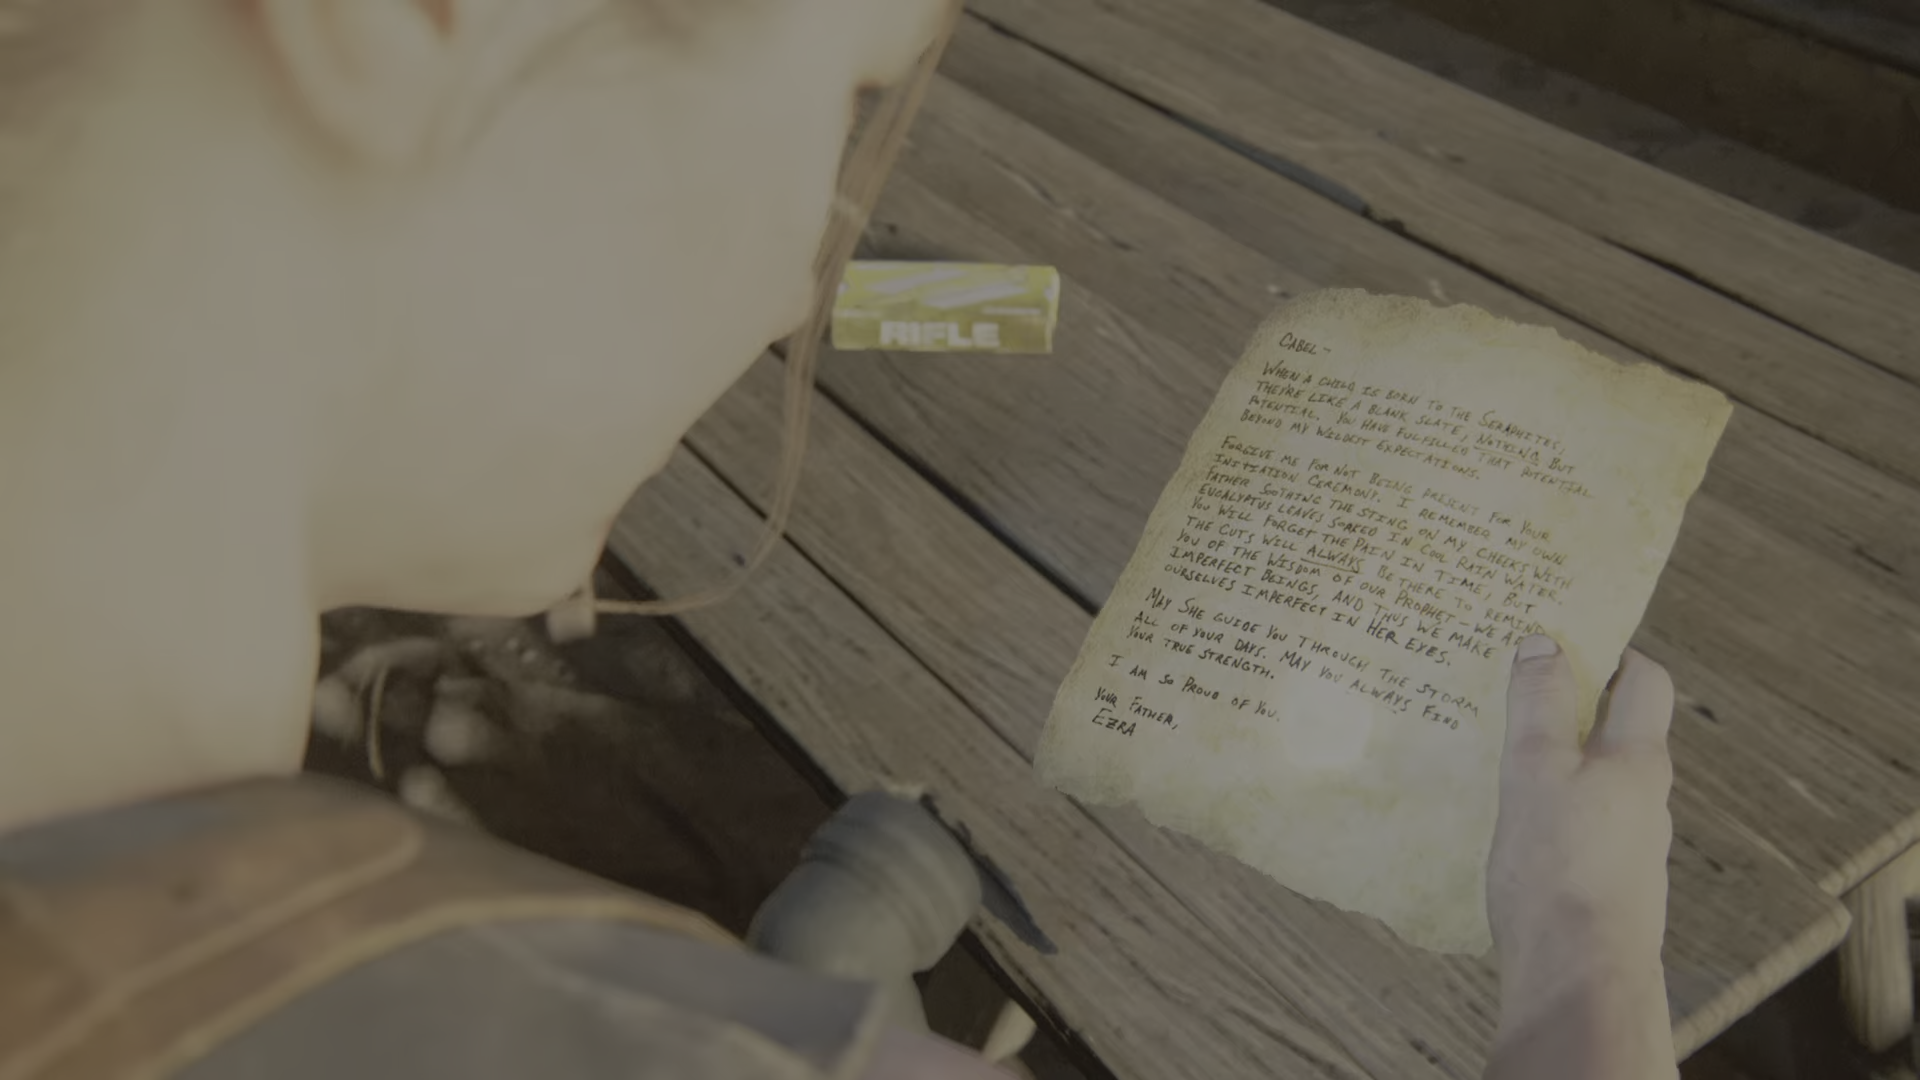 RIFLE
CABEL -
WHEN A CHILD IS BORN TO THE SERAPHITES,
THEY'RE LIKE A BLANK SLATE, NOTHING BUT
POTENTIAL. YOU HAVE FULFILLED THAT POTENTIAL
BEYOND MY WILDEST EXPECTATIONS.
FORGIVE ME FOR NOT BEING PRESENT FOR YOUR
INITIATION CEREMONY. I REMEMBER MY OWN
FATHER SOOTHING THE STING ON MY CHEEKS WITH
EUCALYPTUS LEAVES SOAKED IN COOL RAIN WATER.
YOU WILL FORGET THE PAIN IN TIME, BUT
THE CUTS WILL ALWAYS BE THERE TO REMIND
YOU OF THE WISDOM OF OUR PROPHET - WE
IMPERFECT BEINGS, AND THUS WE MAKE
OURSELVES IMPERFECT IN HER EYES.
MAY SHE GUIDE YOU THROUGH THE STORM
ALL OF YOUR DAYS. MAY YOU ALWAYS FIND
YOUR TRUE STRENGTH.
I AM SO PROUD OF YOU.
YOUR FATHER,
EZRA